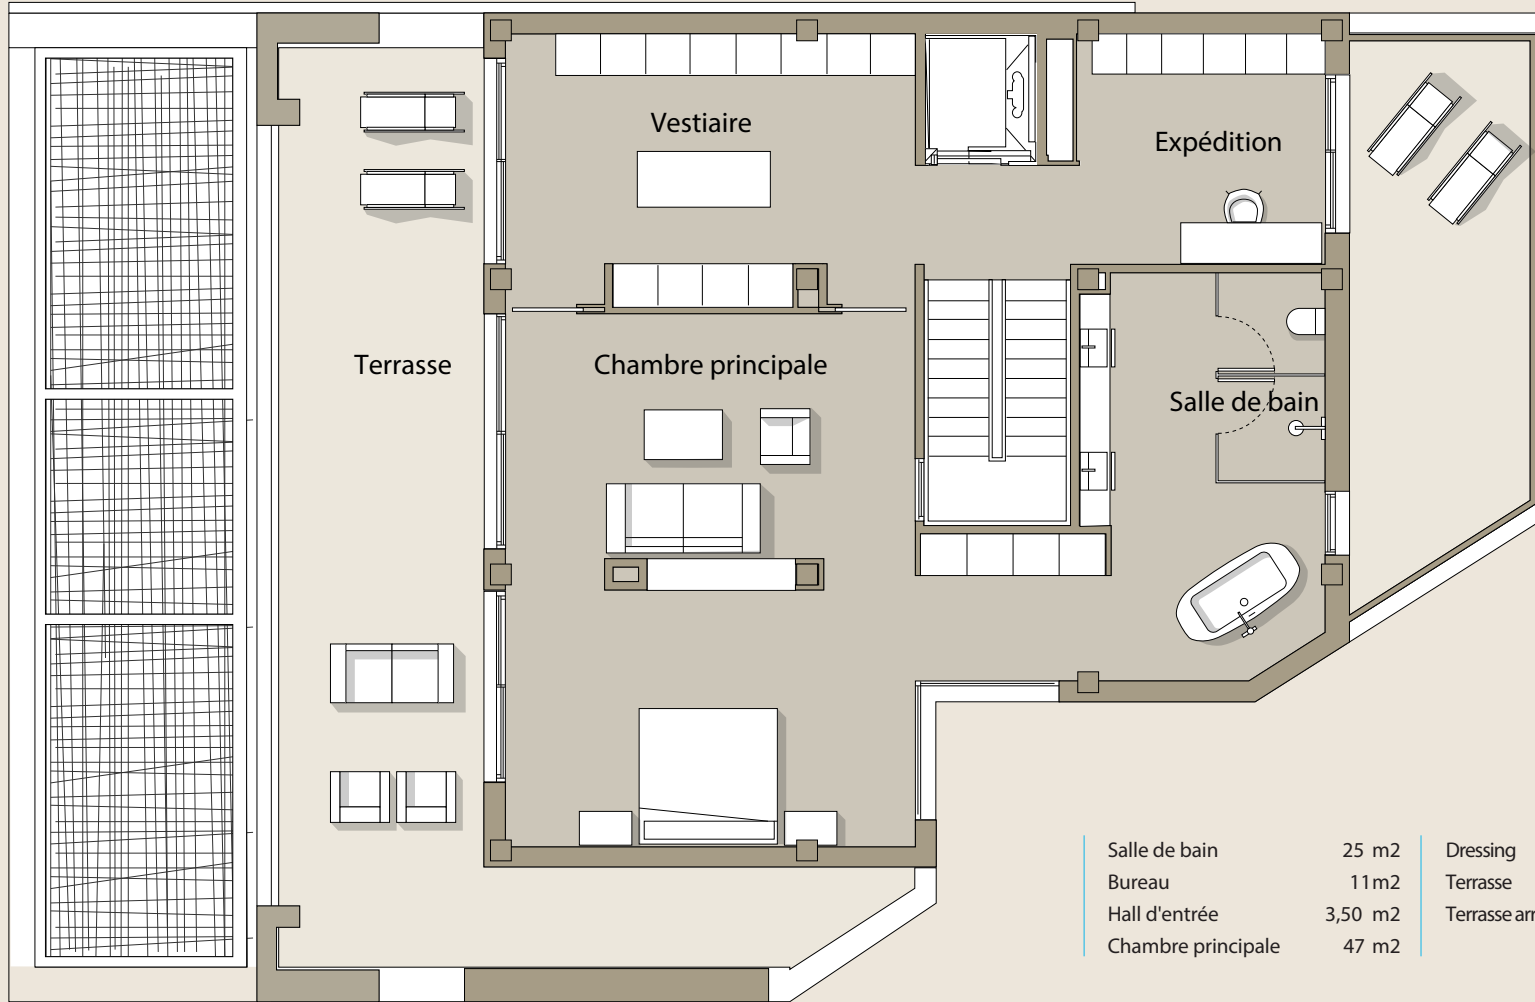 Vestiaire
Expédition
Terrasse
Chambre principale
Salle de bain
Salle de bain 25 m2
Bureau 11m2
Hall d'entrée 3,50 m2
Chambre principale 47 m2
Dressing
Terrasse
Terrasse